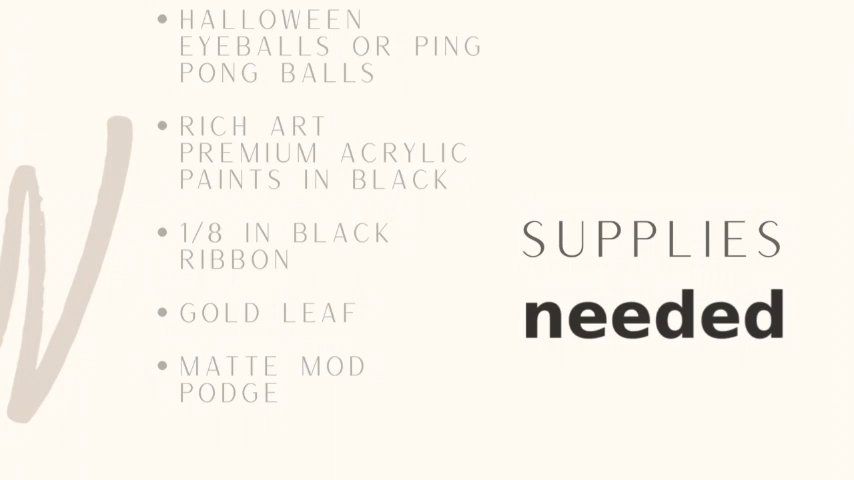 • HALLOWEEN
EYEBALLS OR PING
PONG BALLS
• RICH ART
PREMIUM ACRYLIC
PAINTS IN BLACK
• 1/8 IN BLACK
RIBBON
• GOLD LEAF
• MATTE MOD
PODGE
SUPPLIES
needed